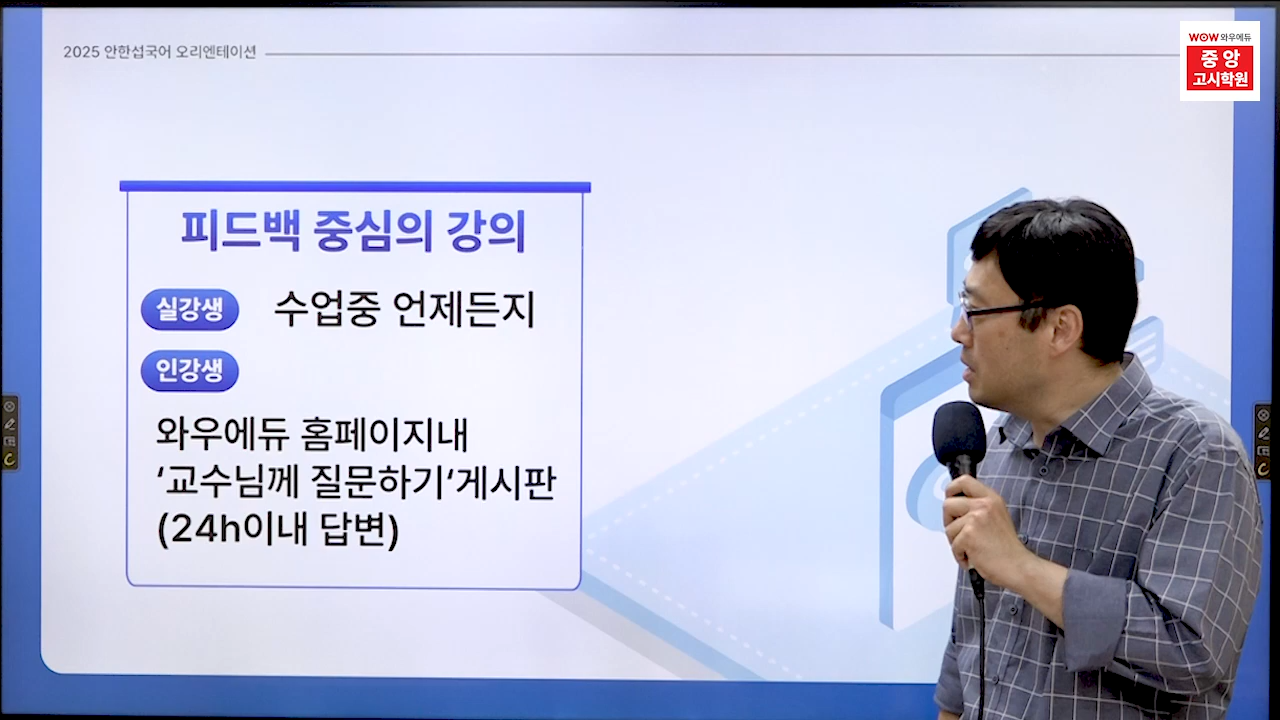 2025 안한섭국어 오리엔테이션
WOW와우에듀
중앙
고시학원
피드백 중심의 강의
실강생 수업중 언제든지
인강생
와우에듀 홈페이지내
‘교수님께 질문하기‘게시판
(24h이내 답변)